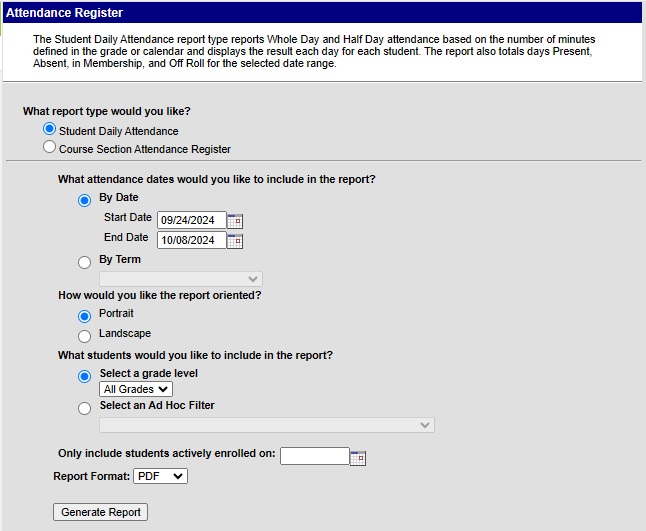 Attendance Register
The Student Daily Attendance report type reports Whole Day and Half Day attendance based on the number of minutes
defined in the grade or calendar and displays the result each day for each student. The report also totals days Present,
Absent, in Membership, and Off Roll for the selected date range.
What report type would you like?
Student Daily Attendance
Course Section Attendance Register
What attendance dates would you like to include in the report?
By Date
Start Date 09/24/2024
End Date 10/08/2024
By Term
How would you like the report oriented?
Portrait
Landscape
What students would you like to include in the report?
Select a grade level
All Grades
Select an Ad Hoc Filter
Only include students actively enrolled on:
Report Format: PDF
Generate Report